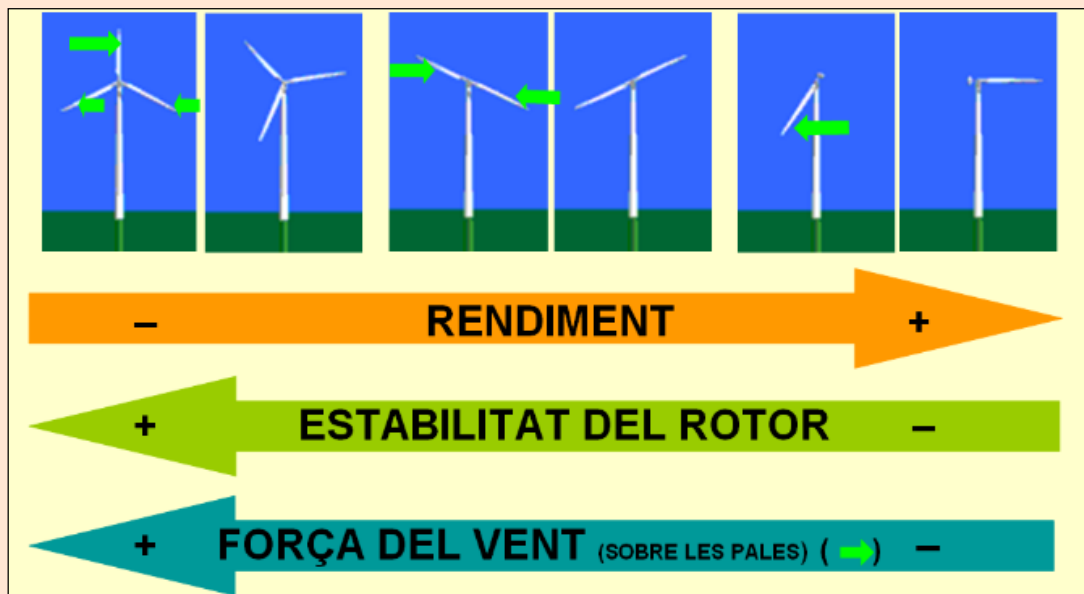 – RENDIMENT +
+ ESTABILITAT DEL ROTOR –
+ FORÇA DEL VENT (SOBRE LES PALES) ( ) –